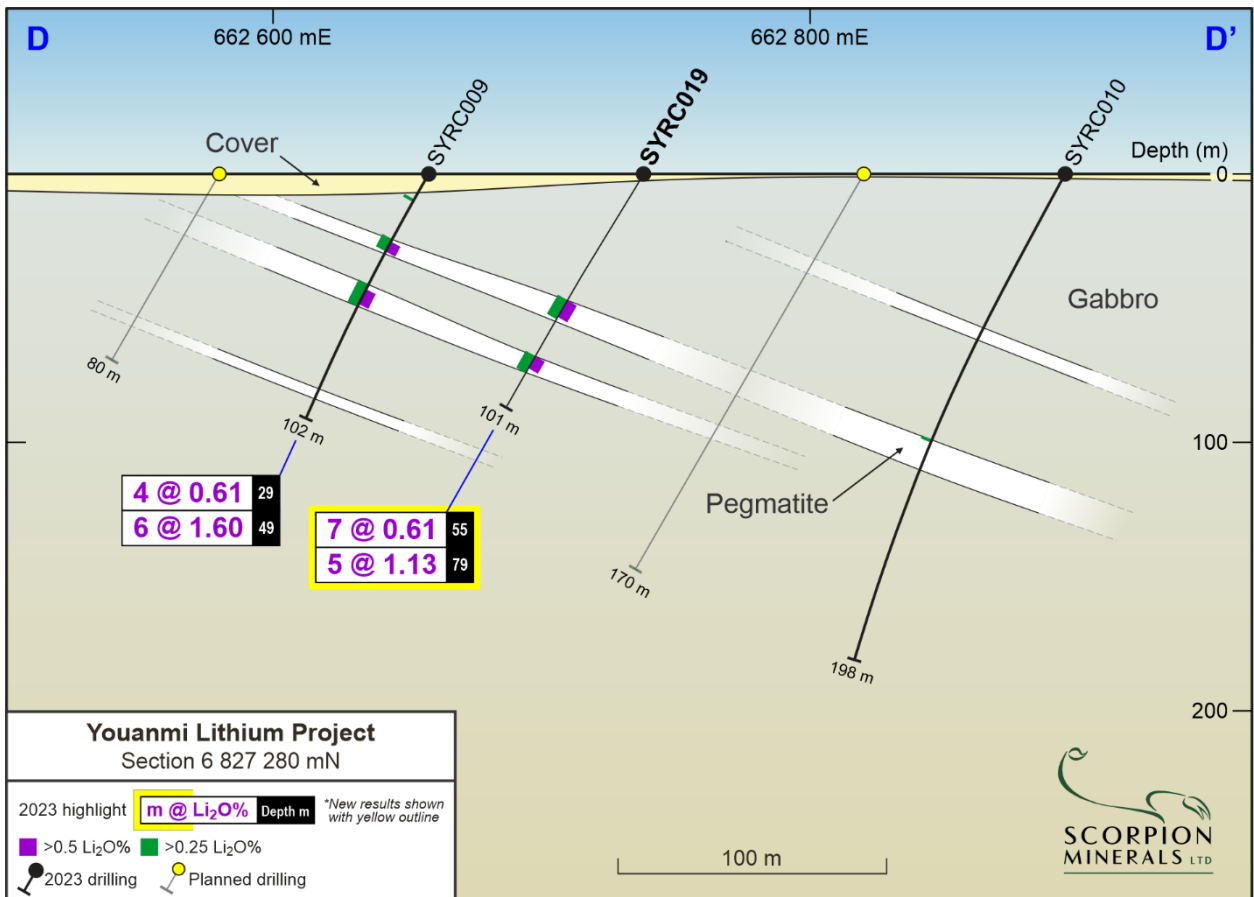 D
662 600 mE
662 800 mE
D’
SYRC009
SYRC019
SYRC010
Cover
Depth (m)
0
Gabbro
80 m
102 m
101 m
100
4 @ 0.61 29
6 @ 1.60 49
7 @ 0.61 55
5 @ 1.13 79
Pegmatite
170 m
198 m
200
Youanmi Lithium Project
Section 6 827 280 mN
2023 highlight
m @ Li₂O% Depth m
*New results shown
with yellow outline
>0.5 Li₂O% >0.25 Li₂O%
2023 drilling Planned drilling
100 m
SCORPION
MINERALS LTD